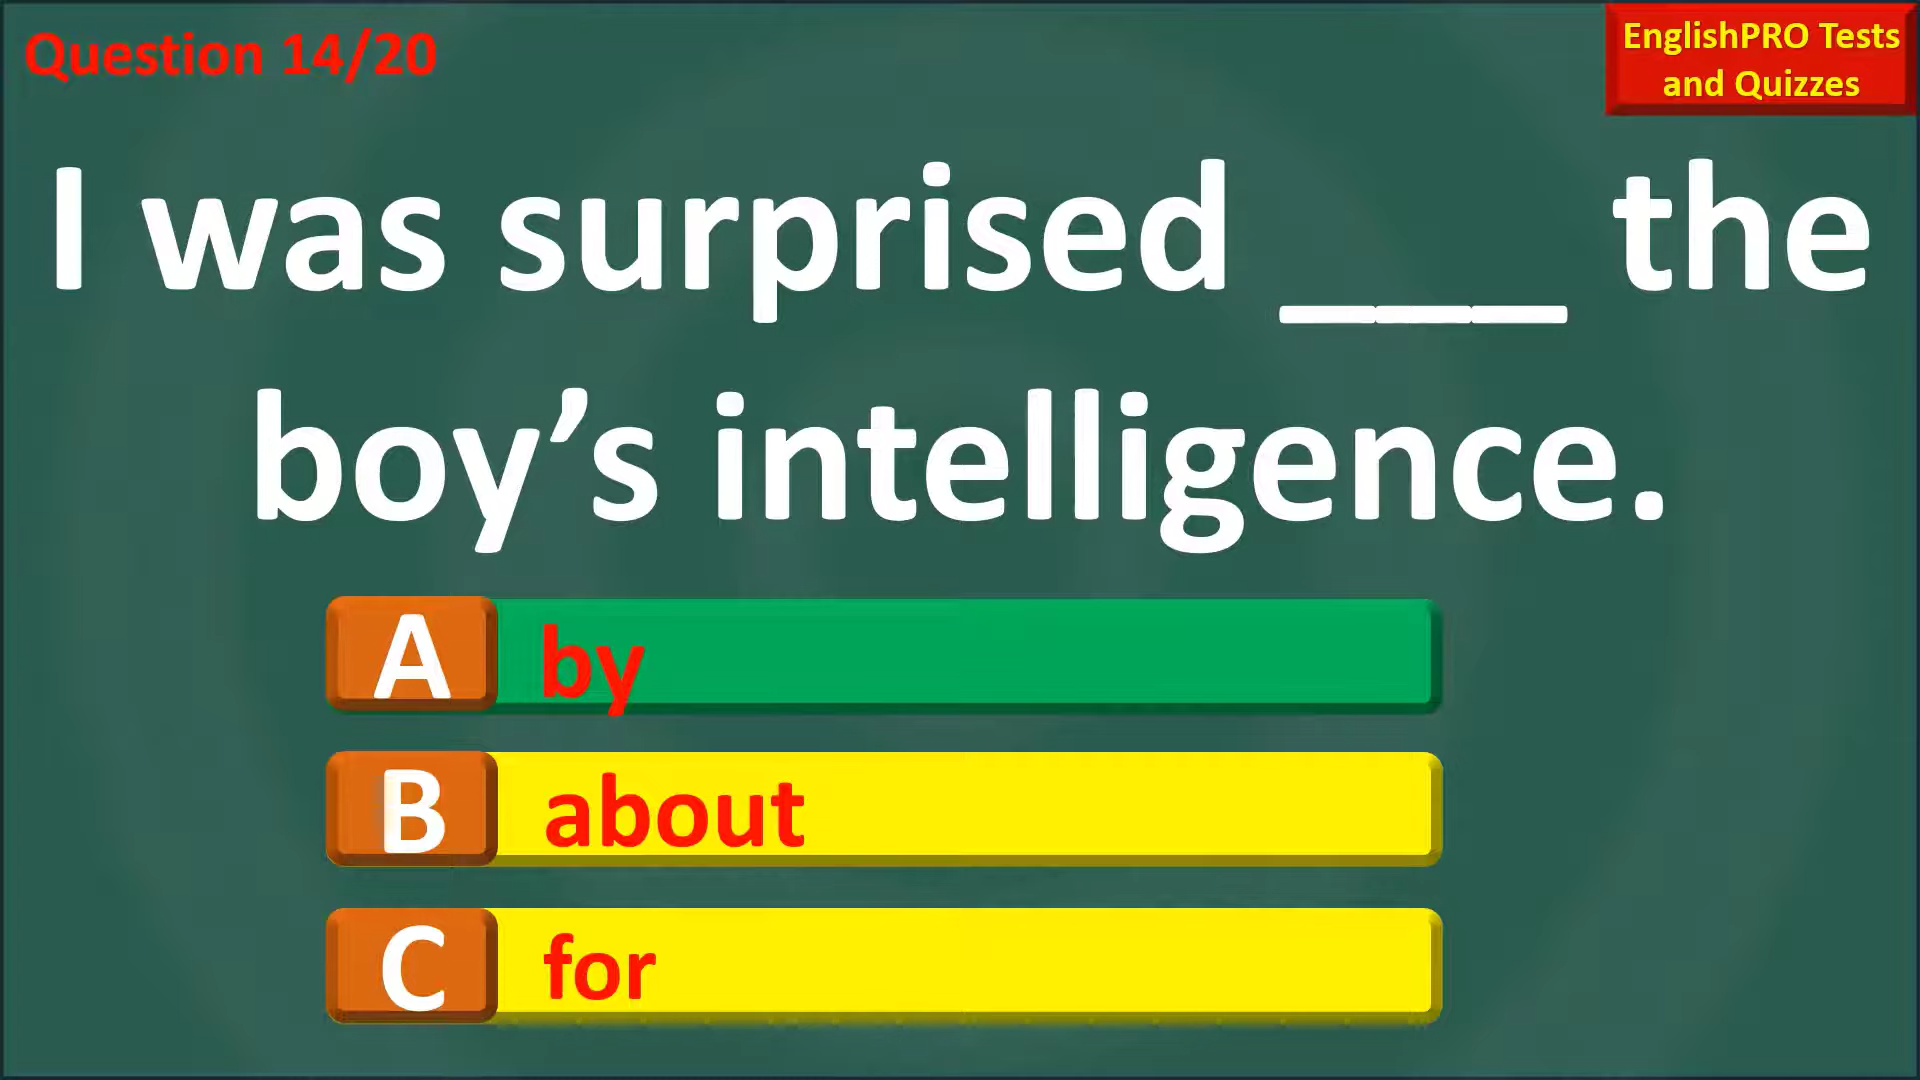 Question 14/20
EnglishPRO Tests
and Quizzes
I was surprised ___ the
boy’s intelligence.
A by
B about
C for